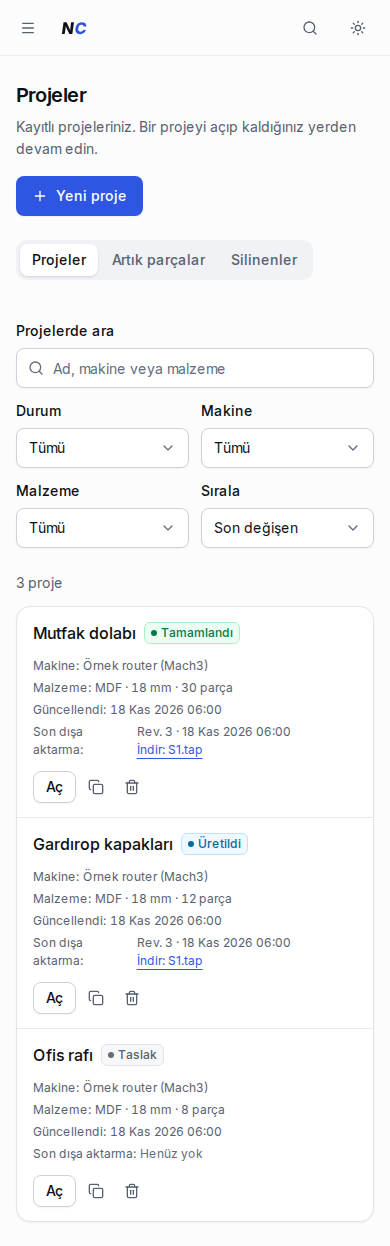 NC
Projeler
Kayıtlı projeleriniz. Bir projeyi açıp kaldığınız yerden
devam edin.
Yeni proje
Projeler Artık parçalar Silinenler
Projelerde ara
Ad, makine veya malzeme
Durum Makine
Tümü Tümü
Malzeme Sırala
Tümü Son değişen
3 proje
Mutfak dolabı Tamamlandı
Makine: Örnek router (Mach3)
Malzeme: MDF · 18 mm · 30 parça
Güncellendi: 18 Kas 2026 06:00
Son dışa aktarma: Rev. 3 · 18 Kas 2026 06:00
İndir: S1.tap
Aç
Gardırop kapakları Üretildi
Makine: Örnek router (Mach3)
Malzeme: MDF · 18 mm · 12 parça
Güncellendi: 18 Kas 2026 06:00
Son dışa aktarma: Rev. 3 · 18 Kas 2026 06:00
İndir: S1.tap
Aç
Ofis rafı Taslak
Makine: Örnek router (Mach3)
Malzeme: MDF · 18 mm · 8 parça
Güncellendi: 18 Kas 2026 06:00
Son dışa aktarma: Henüz yok
Aç